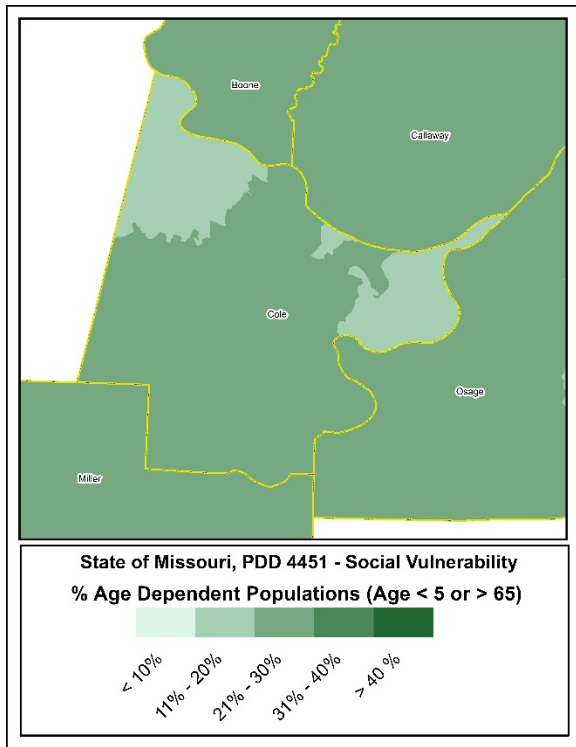 Boone
Callaway
Cole
Osage
Miller
State of Missouri, PDD 4451 - Social Vulnerability
% Age Dependent Populations (Age < 5 or > 65)
< 10%
11% - 20%
21% - 30%
31% - 40%
> 40 %